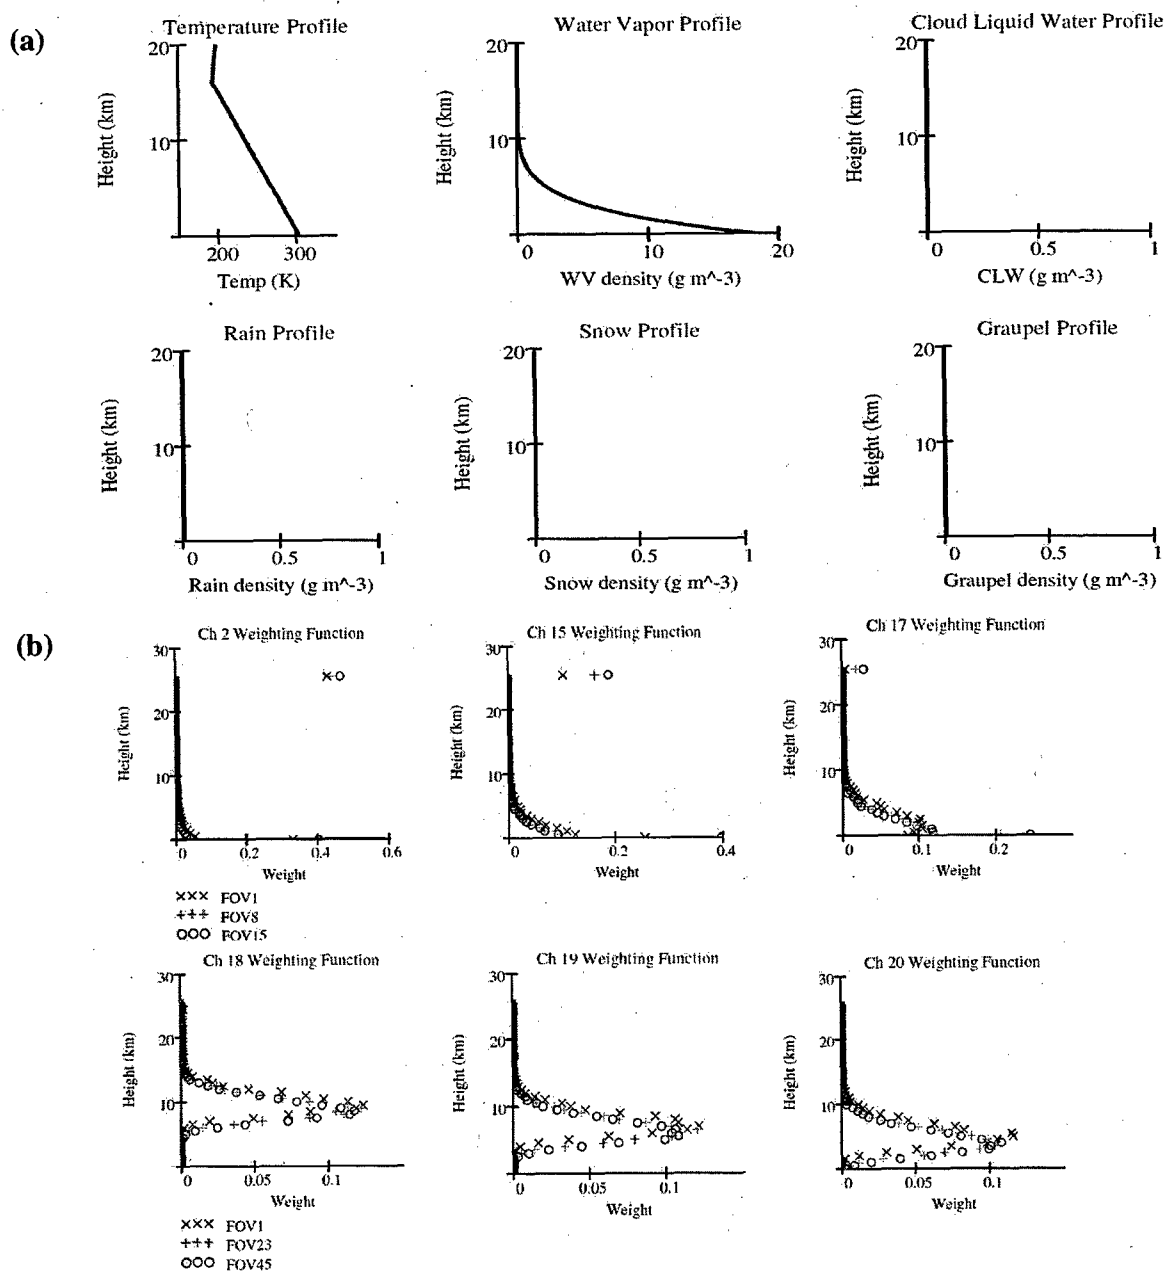 (a)
Temperature Profile
20
10
Height (km)
200 300
Temp (K)
Water Vapor Profile
20
10
Height (km)
0 10 20
WV density (g m^-3)
Cloud Liquid Water Profile
20
10
Height (km)
0 0.5 1
CLW (g m^-3)
Rain Profile
20
10
Height (km)
0 0.5 1
Rain density (g m^-3)
Snow Profile
20
10
Height (km)
0 0.5 1
Snow density (g m^-3)
Graupel Profile
20
10
Height (km)
0 0.5 1
Graupel density (g m^-3)
(b)
Ch 2 Weighting Function
30
20
10
Height (km)
0 0.2 0.4 0.6
Weight
××× FOV1
+++ FOV8
OOO FOV15
Ch 15 Weighting Function
30
20
10
Height (km)
0 0.2 0.4
Weight
Ch 17 Weighting Function
30
20
10
Height (km)
0 0.1 0.2
Weight
Ch 18 Weighting Function
30
20
10
Height (km)
0 0.05 0.1
Weight
××× FOV1
+++ FOV23
OOO FOV45
Ch 19 Weighting Function
30
20
10
Height (km)
0 0.05 0.1
Weight
Ch 20 Weighting Function
30
20
10
Height (km)
0 0.05 0.1
Weight